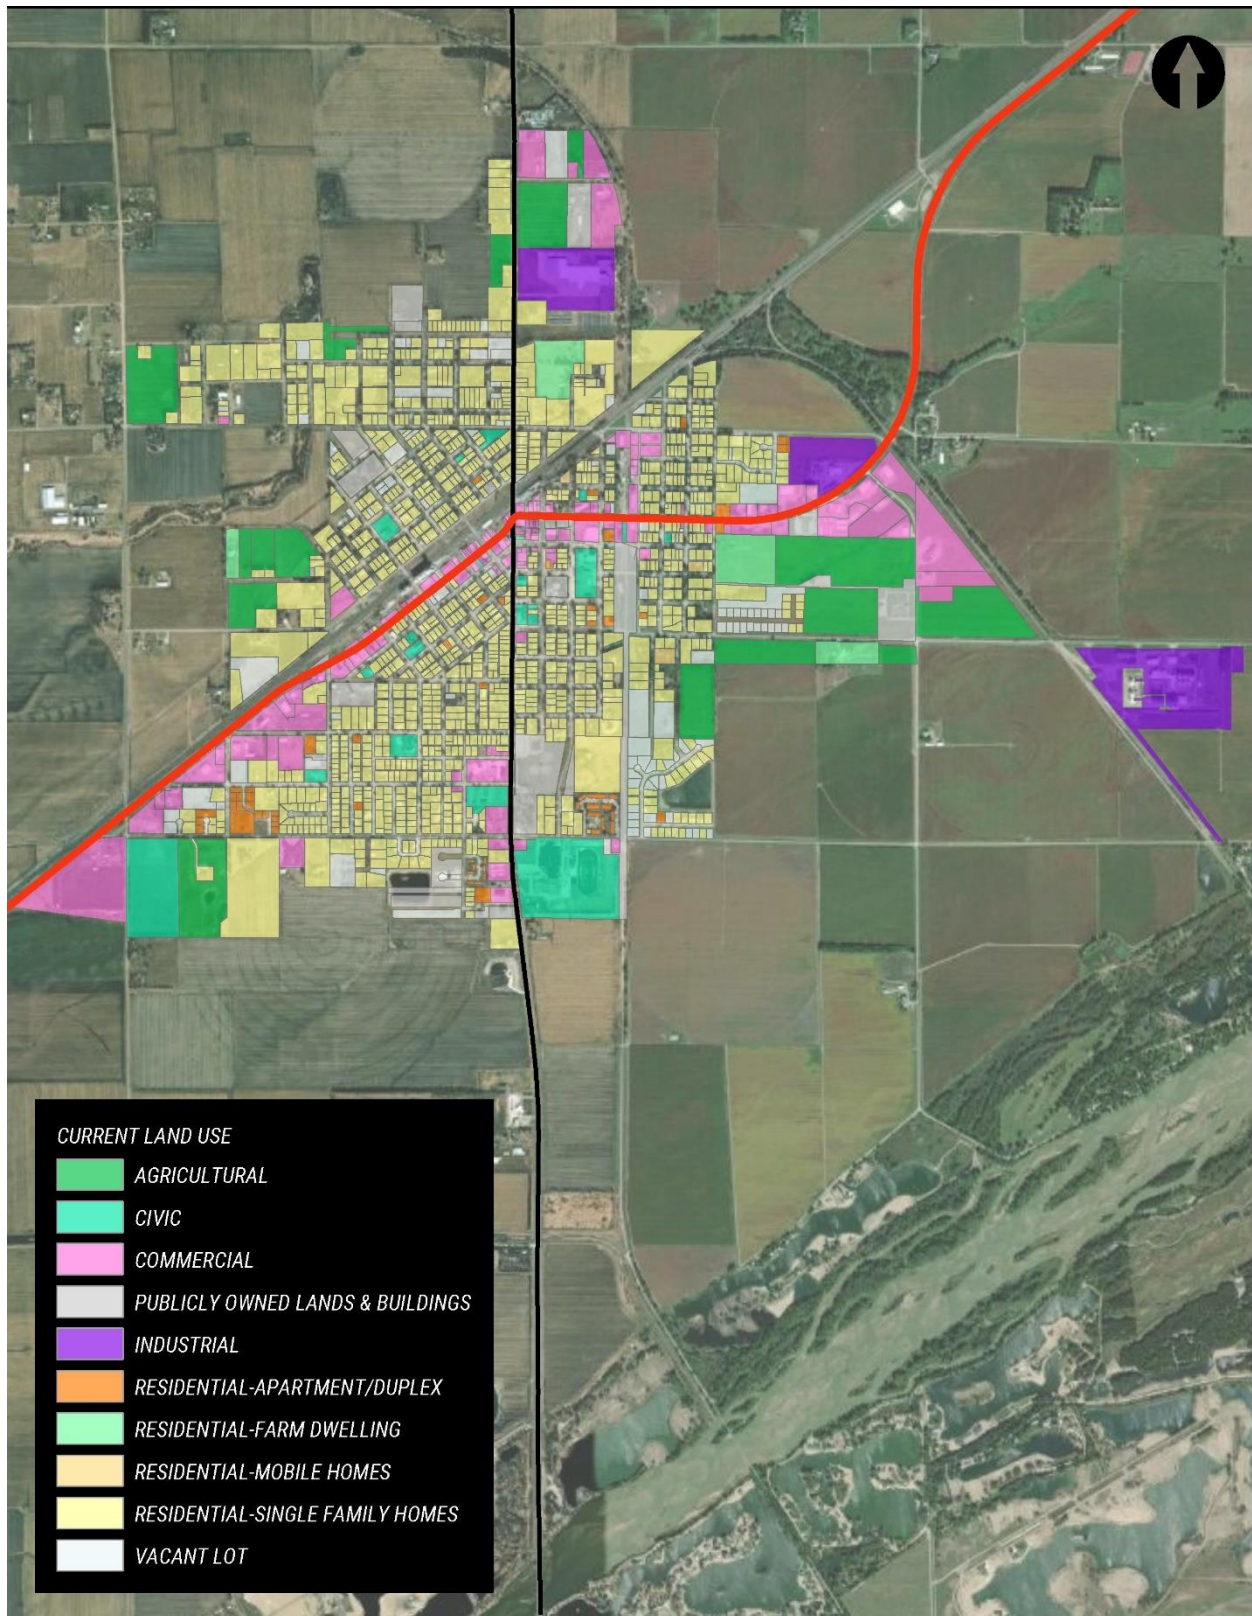 CURRENT LAND USE
AGRICULTURAL
CIVIC
COMMERCIAL
PUBLICLY OWNED LANDS & BUILDINGS
INDUSTRIAL
RESIDENTIAL-APARTMENT/DUPLEX
RESIDENTIAL-FARM DWELLING
RESIDENTIAL-MOBILE HOMES
RESIDENTIAL-SINGLE FAMILY HOMES
VACANT LOT